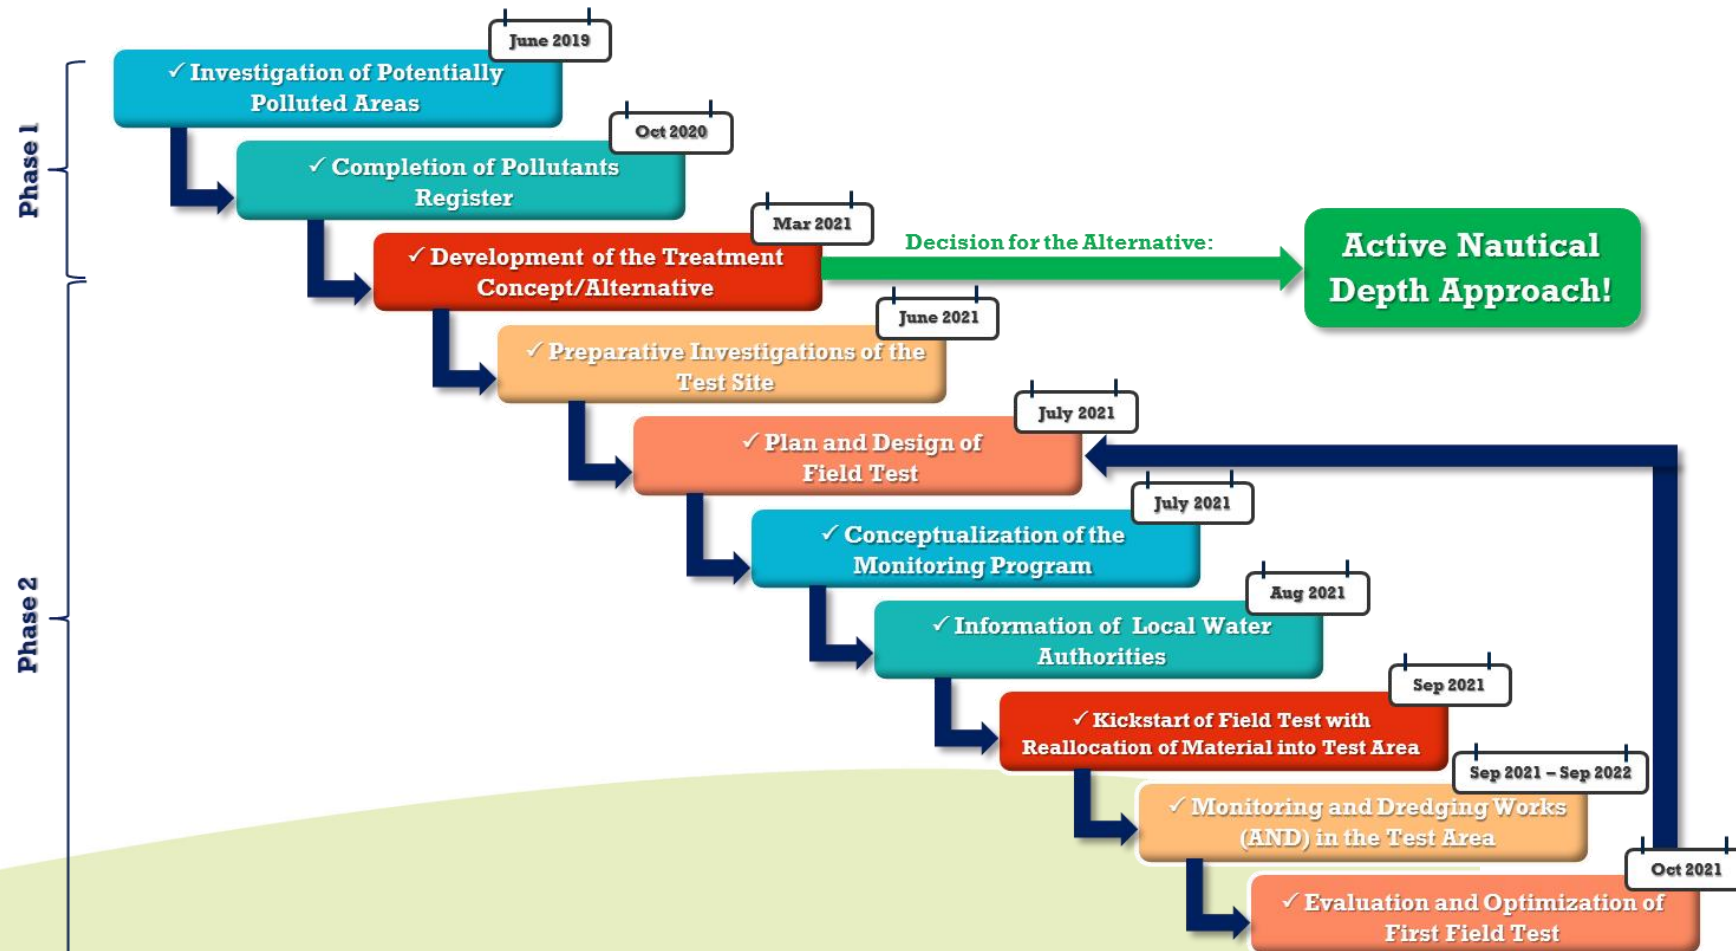 June 2019
✓ Investigation of Potentially
Polluted Areas
Oct 2020
✓ Completion of Pollutants
Register
Phase 1
Mar 2021
✓ Development of the Treatment
Concept/Alternative
Decision for the Alternative:
Active Nautical
Depth Approach!
June 2021
✓ Preparative Investigations of the
Test Site
July 2021
✓ Plan and Design of
Field Test
July 2021
✓ Conceptualization of the
Monitoring Program
Phase 2
Aug 2021
✓ Information of Local Water
Authorities
Sep 2021
✓ Kickstart of Field Test with
Reallocation of Material into Test Area
Sep 2021 – Sep 2022
✓ Monitoring and Dredging Works
(AND) in the Test Area
Oct 2021
✓ Evaluation and Optimization of
First Field Test